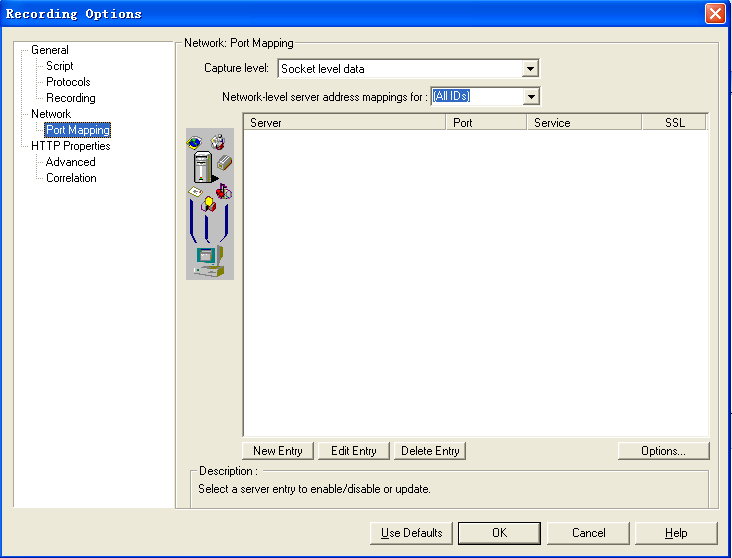 Recording Options
General
Script
Protocols
Recording
Network
Port Mapping
HTTP Properties
Advanced
Correlation
Network: Port Mapping
Capture level: Socket level data
Network-level server address mappings for : (All IDs)
Server Port Service SSL
New Entry Edit Entry Delete Entry Options...
Description :
Select a server entry to enable/disable or update.
Use Defaults OK Cancel Help